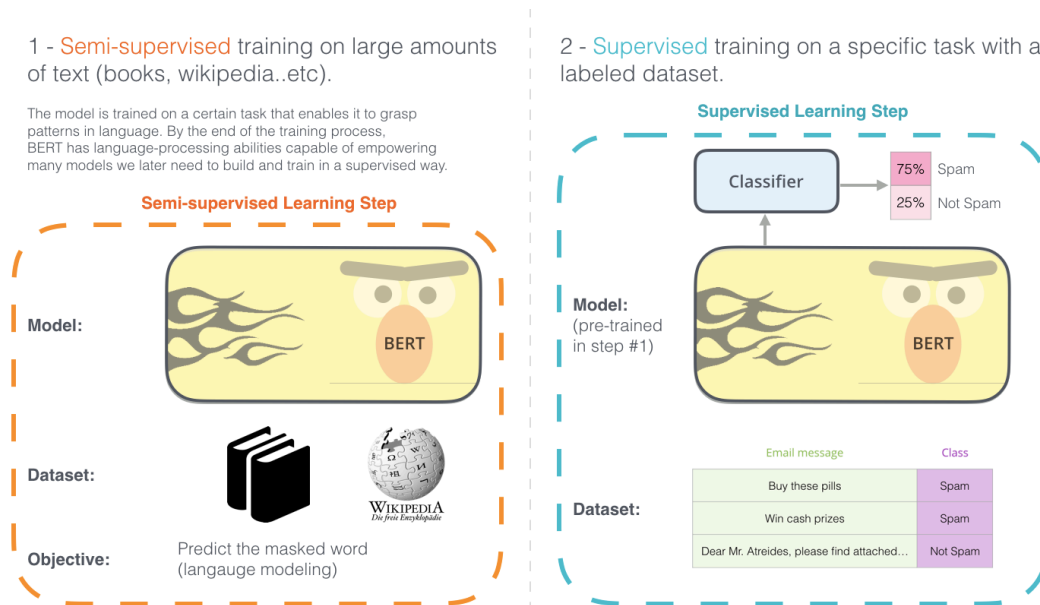 1 - Semi-supervised training on large amounts
of text (books, wikipedia..etc).
The model is trained on a certain task that enables it to grasp
patterns in language. By the end of the training process,
BERT has language-processing abilities capable of empowering
many models we later need to build and train in a supervised way.
Semi-supervised Learning Step
Model:
BERT
Dataset:
Ω
W
И
WIKIPEDIA
Die freie Enzyklopädie
Objective:
Predict the masked word
(langauge modeling)
2 - Supervised training on a specific task with a
labeled dataset.
Supervised Learning Step
Classifier
75% Spam
25% Not Spam
Model:
(pre-trained
in step #1)
BERT
Dataset:
Email message Class
Buy these pills Spam
Win cash prizes Spam
Dear Mr. Atreides, please find attached... Not Spam